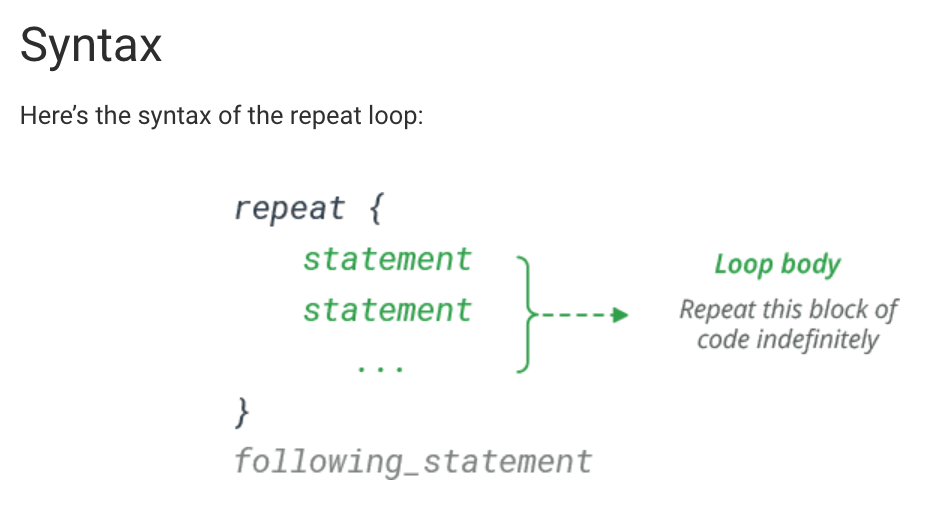 Syntax
Here’s the syntax of the repeat loop:
repeat {
statement
statement
...
}
following_statement
Loop body
Repeat this block of
code indefinitely